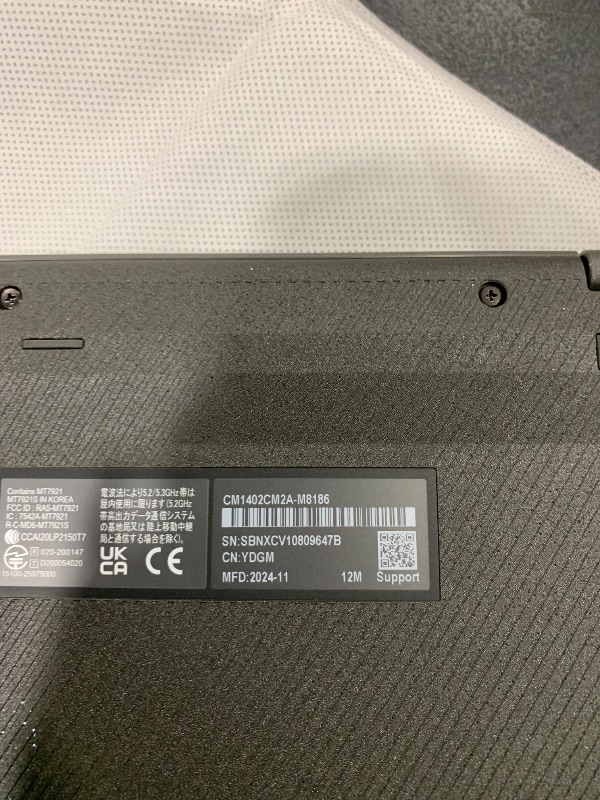 Contains MT7921
MT7921S IN KOREA
FCC ID : RAS-MT7921
IC : 7542A-MT7921
R-C-MD6-MT7921S
CCAI20LP2150T7
R 020-200147
T D200054020
15100-25975000
電波法により5.2/5.3GHz 帯は
屋内使用に限ります (5.2G
帯高出力データ通信システム
の基地局又は 陸上移動中継
局と通信する場合を除く)。
UK
CA CE
CM1402CM2A-M8186
SN:SBNXCV10809647B
CN:YDGM
MFD:2024-11 12M Support